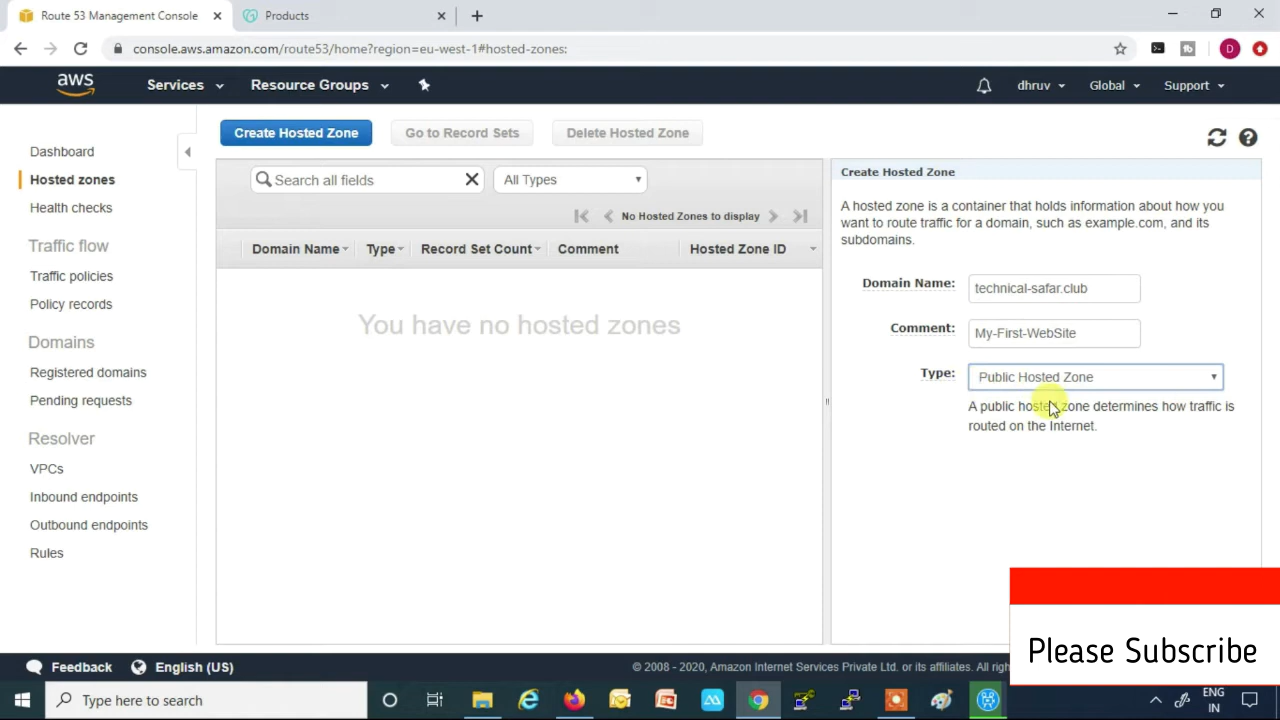 Route 53 Management Console
Products
console.aws.amazon.com/route53/home?region=eu-west-1#hosted-zones:
D
aws
Services
Resource Groups
dhruv
Global
Support
Dashboard
Hosted zones
Health checks
Traffic flow
Traffic policies
Policy records
Domains
Registered domains
Pending requests
Resolver
VPCs
Inbound endpoints
Outbound endpoints
Rules
Create Hosted Zone
Go to Record Sets
Delete Hosted Zone
Search all fields
All Types
No Hosted Zones to display
Domain Name
Type
Record Set Count
Comment
Hosted Zone ID
You have no hosted zones
Create Hosted Zone
A hosted zone is a container that holds information about how you
want to route traffic for a domain, such as example.com, and its
subdomains.
Domain Name: technical-safar.club
Comment: My-First-WebSite
Type: Public Hosted Zone
A public hosted zone determines how traffic is
routed on the Internet.
Please Subscribe
Feedback
English (US)
© 2008 - 2020, Amazon Internet Services Private Ltd. or its affiliates. All righ
Type here to search
ENG
IN